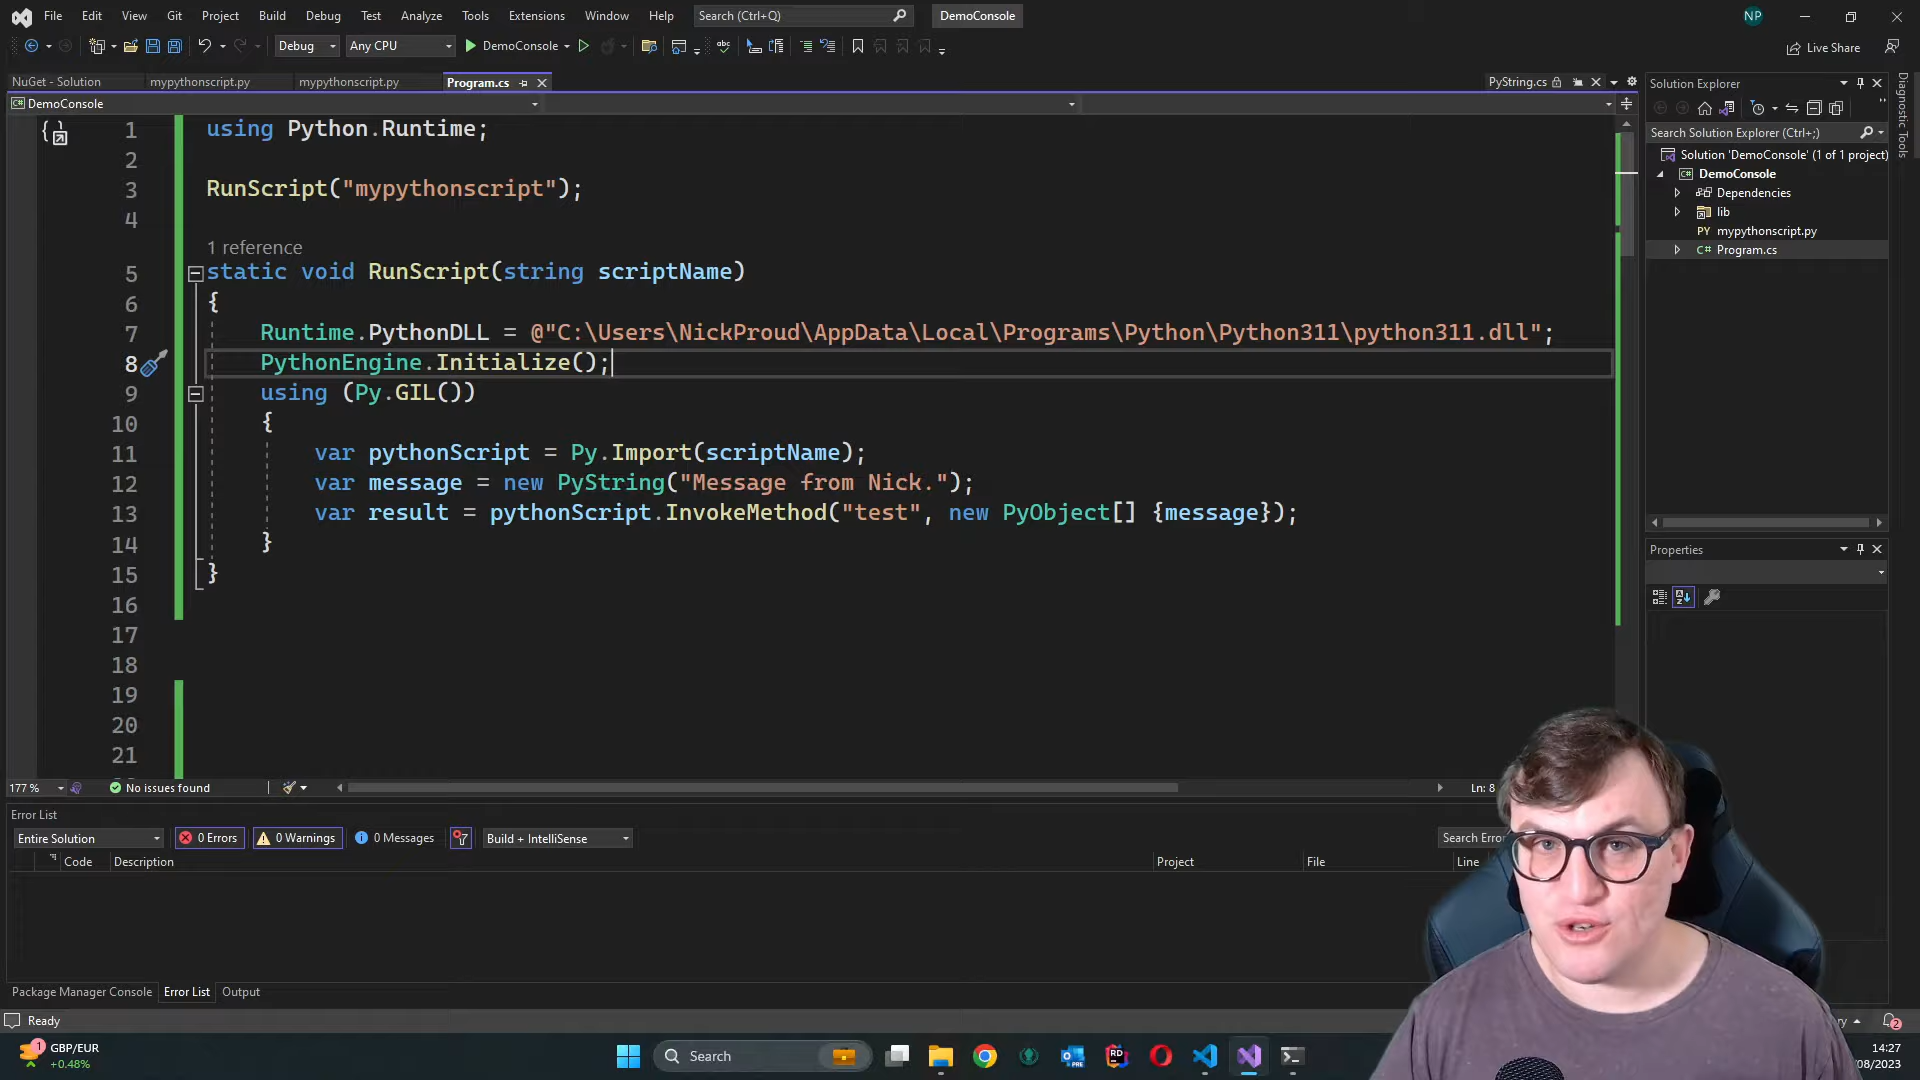 File Edit View Git Project Build Debug Test Analyze Tools Extensions Window Help Search (Ctrl+Q) DemoConsole NP
Debug Any CPU DemoConsole Live Share
NuGet - Solution mypythonscript.py mypythonscript.py Program.cs PyString.cs
DemoConsole
1 using Python.Runtime;
2
3 RunScript("mypythonscript");
4
1 reference
5 static void RunScript(string scriptName)
6 {
7 Runtime.PythonDLL = @"C:\Users\NickProud\AppData\Local\Programs\Python\Python311\python311.dll";
8 PythonEngine.Initialize();
9 using (Py.GIL())
10 {
11 var pythonScript = Py.Import(scriptName);
12 var message = new PyString("Message from Nick.");
13 var result = pythonScript.InvokeMethod("test", new PyObject[] {message});
14 }
15 }
16
17
18
19
20
21
177 % No issues found Ln: 8
Solution Explorer
Search Solution Explorer (Ctrl+;)
Solution 'DemoConsole' (1 of 1 project)
C# DemoConsole
Dependencies
lib
PY mypythonscript.py
C# Program.cs
Properties
Diagnostic Tools
Error List
Entire Solution 0 Errors 0 Warnings 0 Messages Build + IntelliSense Search Error
Code Description Project File Line
Package Manager Console Error List Output
Ready
GBP/EUR
+0.48%
Search
14:27
/08/2023